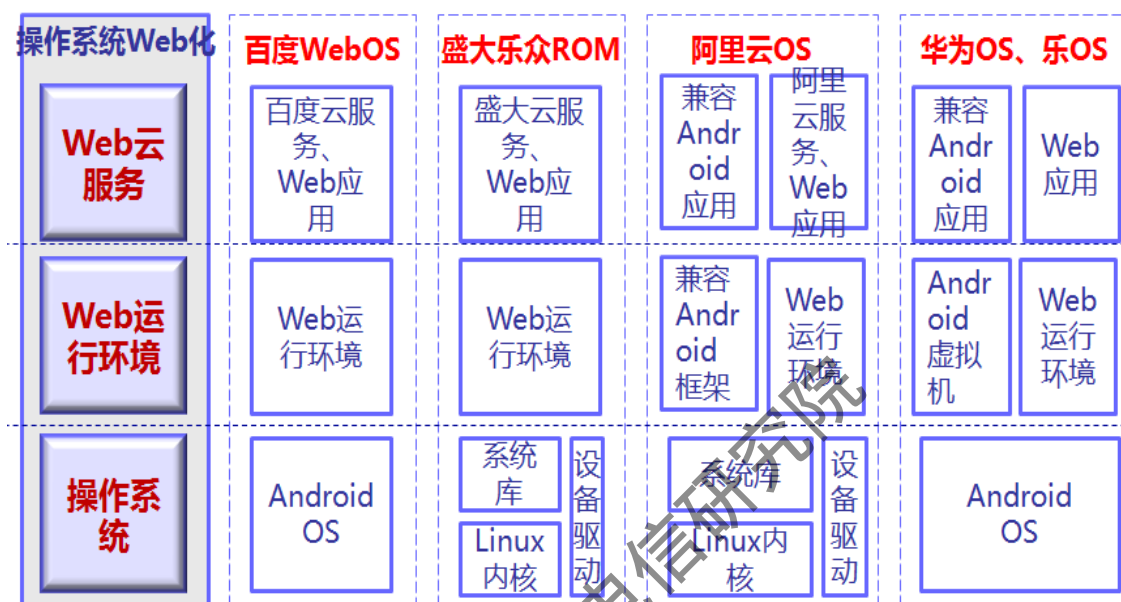 操作系统Web化
百度WebOS
盛大乐众ROM
阿里云OS
华为OS、乐OS
Web云
服务
百度云服
务、
Web应
用
盛大云服
务、
Web应
用
兼容
Andr
oid
应用
阿里
云服
务、
Web
应用
兼容
Andr
oid
应用
Web
应用
Web运
行环境
Web运
行环境
Web运
行环境
兼容
Andr
oid
框架
Web
运行
环境
Andr
oid
虚拟
机
Web
运行
环境
操作系
统
Android
OS
系统
库
Linux
内核
设
备
驱
动
系统库
Linux内
核
设
备
驱
动
Android
OS
电信研究院